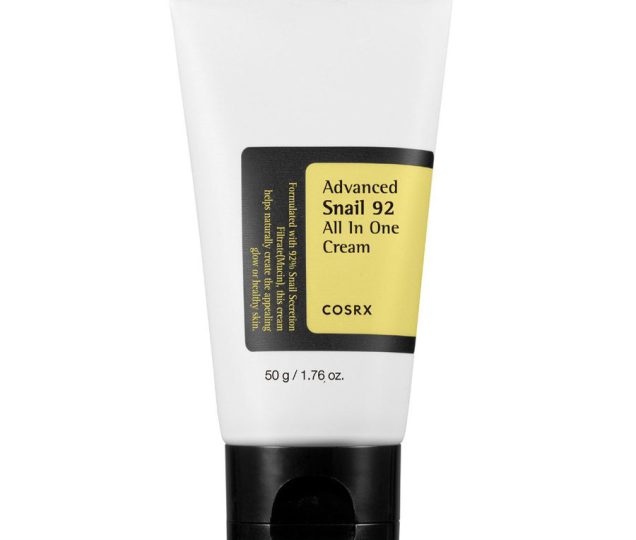 Advanced
Snail 92
All In One
Cream
COSRX
Formulated with 92% Snail Secretion
Filtrate(Mucin), this cream
helps naturally create the appealing
glow or healthy skin.
50 g / 1.76 oz.